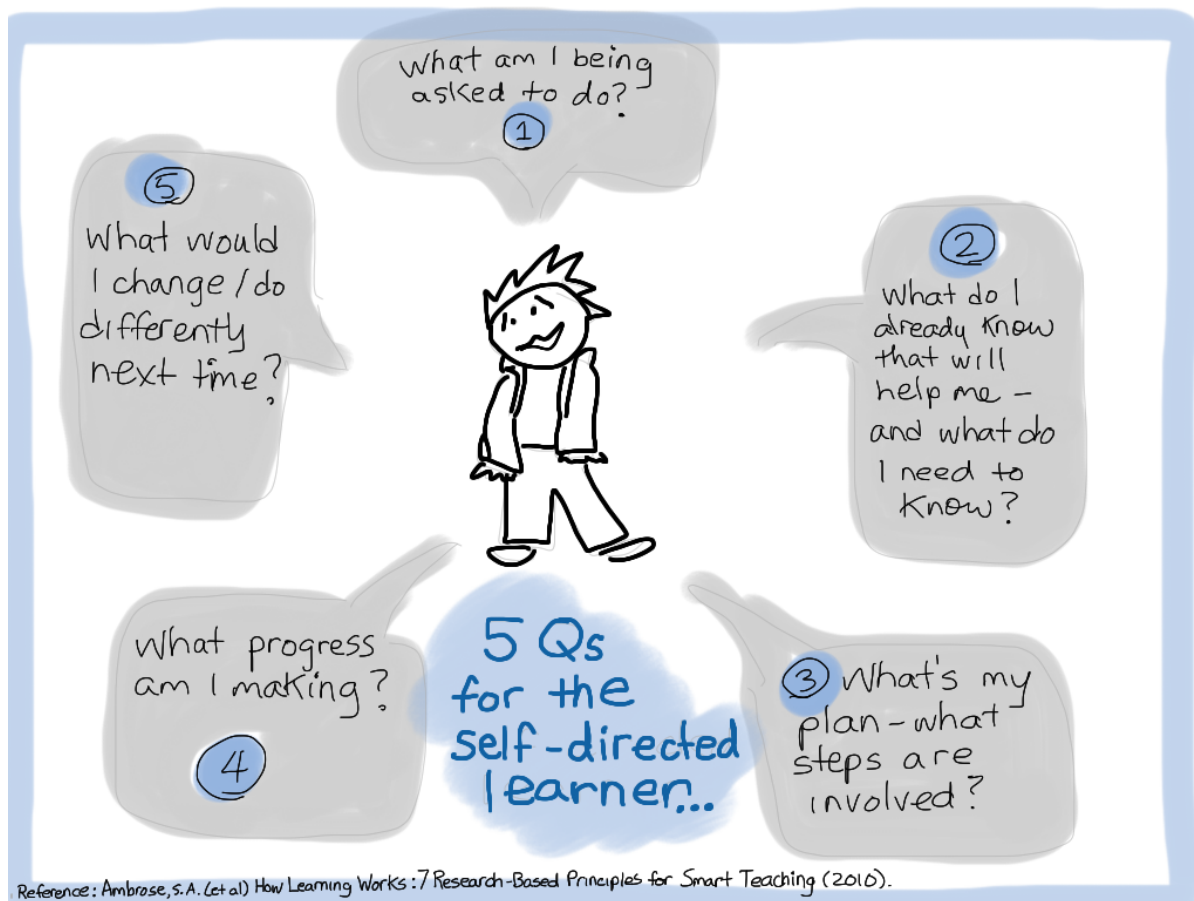 What am I being
asked to do?
1
2
What do I
already know
that will
help me -
and what do
I need to
know?
3 What's my
plan - what
steps are
involved?
What progress
am I making?
4
5
What would
I change / do
differently
next time?
5 Qs
for the
self-directed
learner...
Reference: Ambrose, S.A. (et al) How Learning Works: 7 Research-Based Principles for Smart Teaching (2010).